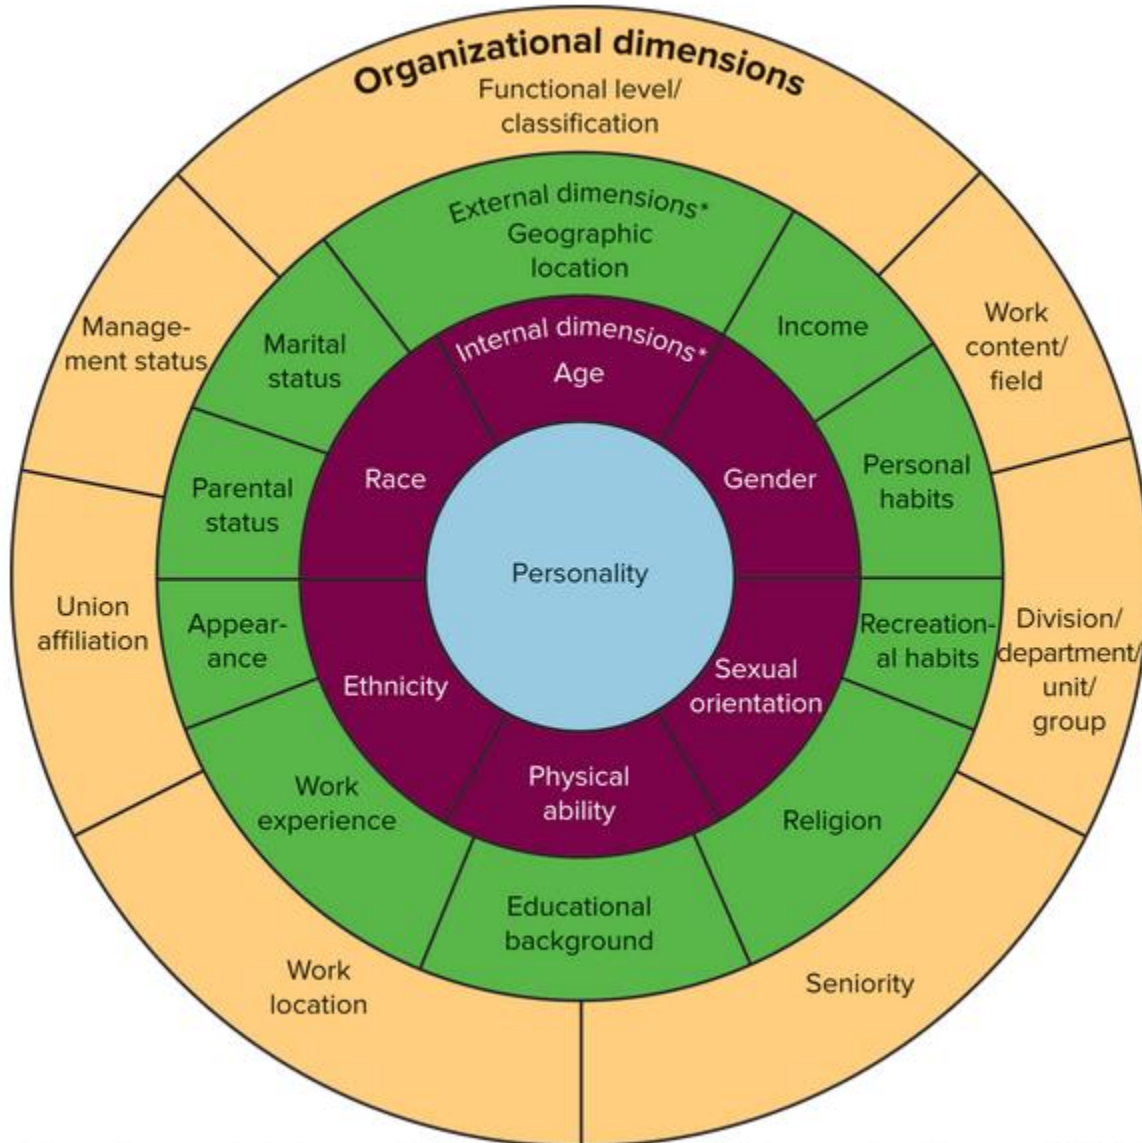 Organizational dimensions
Functional level/
classification
External dimensions*
Geographic
location
Internal dimensions*
Age
Manage-
ment status
Marital
status
Income
Work
content/
field
Race
Gender
Personal
habits
Parental
status
Personality
Union
affiliation
Appear-
ance
Ethnicity
Sexual
orientation
Recreation-
al habits
Division/
department/
unit/
group
Work
experience
Physical
ability
Religion
Educational
background
Work
location
Seniority